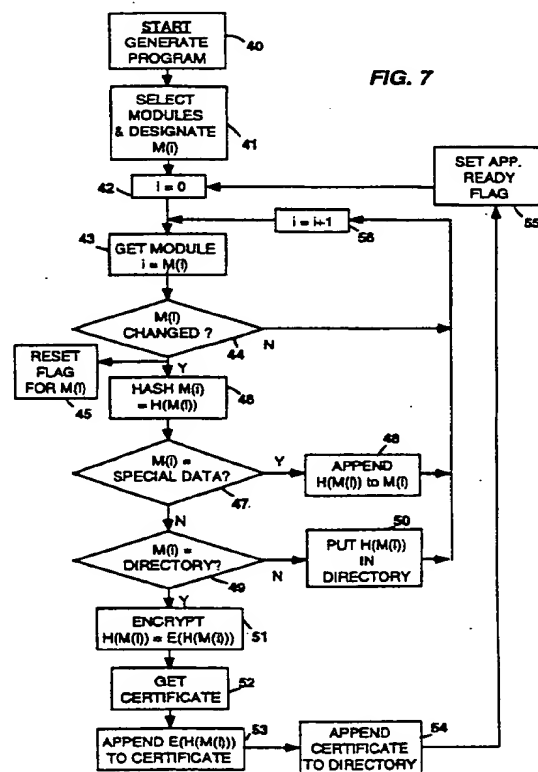 START
GENERATE
PROGRAM
40
FIG. 7
SELECT
MODULES
& DESIGNATE
M(i)
41
SET APP.
READY
FLAG
55
42
i = 0
i = i+1
56
43
GET MODULE
i = M(i)
M(i)
CHANGED ?
44
N
RESET
FLAG
FOR M(i)
45
Y
HASH M(i)
= H(M(i))
46
M(i) =
SPECIAL DATA?
47
Y
48
APPEND
H(M(i)) to M(i)
N
M(i) =
DIRECTORY?
49
N
50
PUT H(M(i))
IN
DIRECTORY
Y
ENCRYPT
H(M(i)) = E(H(M(i)))
51
GET
CERTIFICATE
52
APPEND E(H(M(i)))
TO CERTIFICATE
53
APPEND
CERTIFICATE
TO DIRECTORY
54